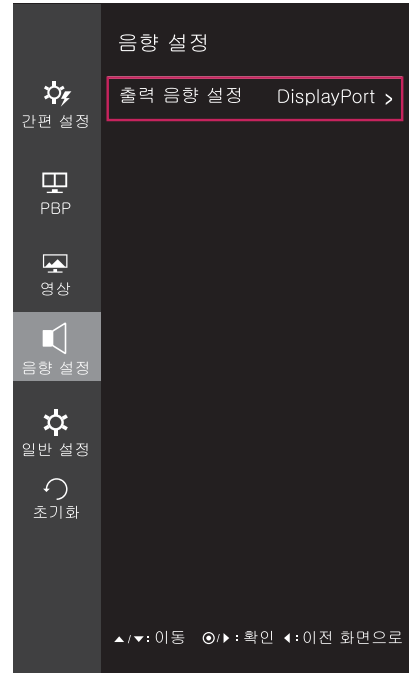 음향 설정
출력 음향 설정 DisplayPort >
간편 설정
PBP
영상
음향 설정
일반 설정
초기화
▲/▼: 이동 ⊙/▶: 확인 ◀: 이전 화면으로